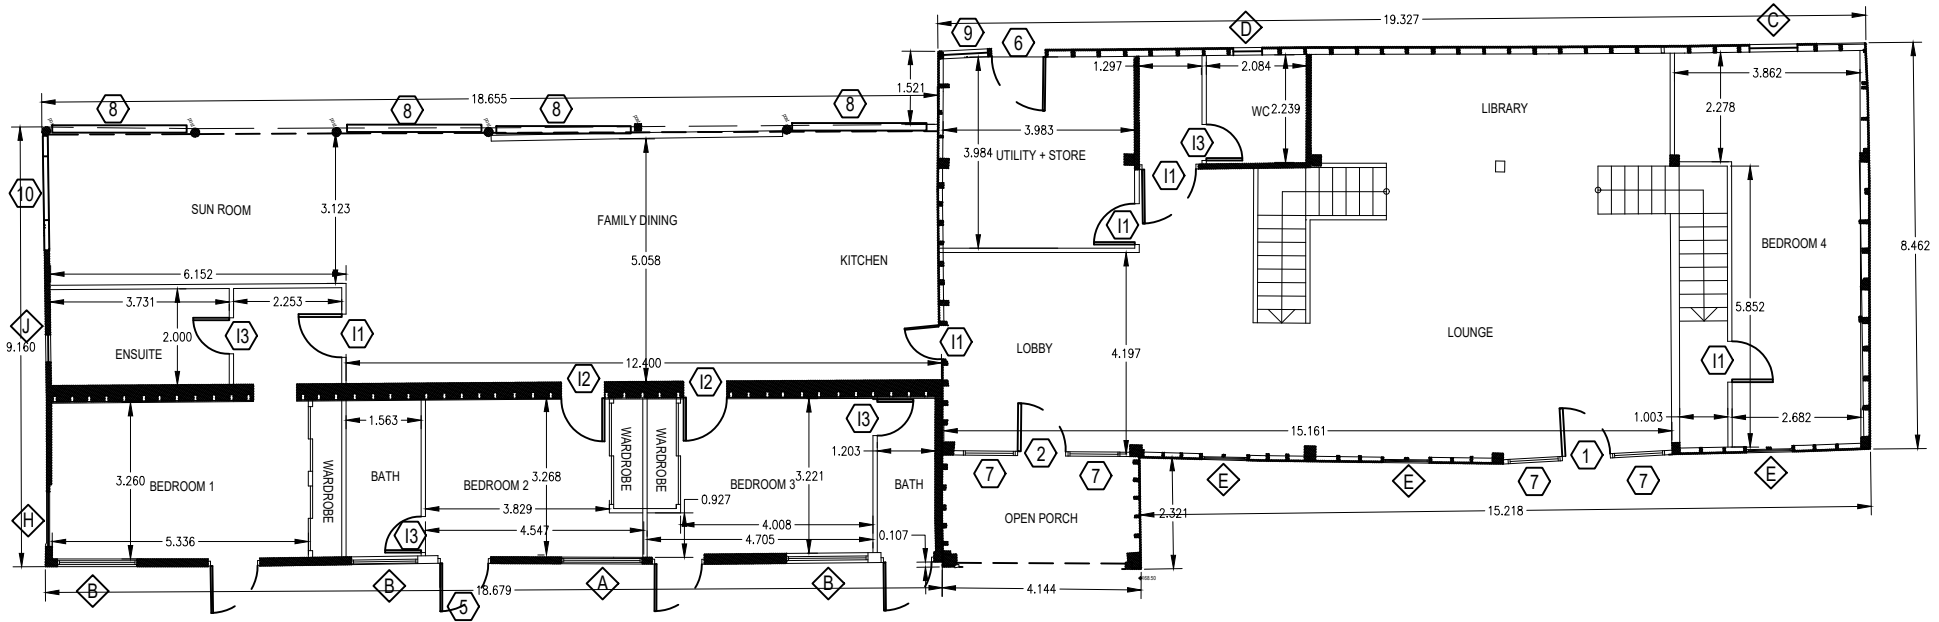 19.327
D
C
9
6
1.297
2.084
3.862
8.462
18.655
1.521
8
8
8
8
WC
2.239
LIBRARY
2.278
3.983
3.984
UTILITY + STORE
I3
I1
I1
10
SUN ROOM
3.123
FAMILY DINING
5.058
KITCHEN
BEDROOM 4
6.152
3.731
2.253
5.852
J
9.160
2.000
ENSUITE
I3
I1
I1
LOBBY
4.197
LOUNGE
I1
12.400
I2
I2
1.563
I3
1.203
1.003
2.682
15.161
2
1
7
7
7
7
E
E
E
WARDROBE
WARDROBE
WARDROBE
3.260
BEDROOM 1
BATH
BEDROOM 2
3.268
BEDROOM 3
3.221
BATH
0.927
3.829
4.547
4.008
4.705
H
5.336
I3
0.107
OPEN PORCH
2.321
15.218
B
B
A
B
18.679
5
4.144